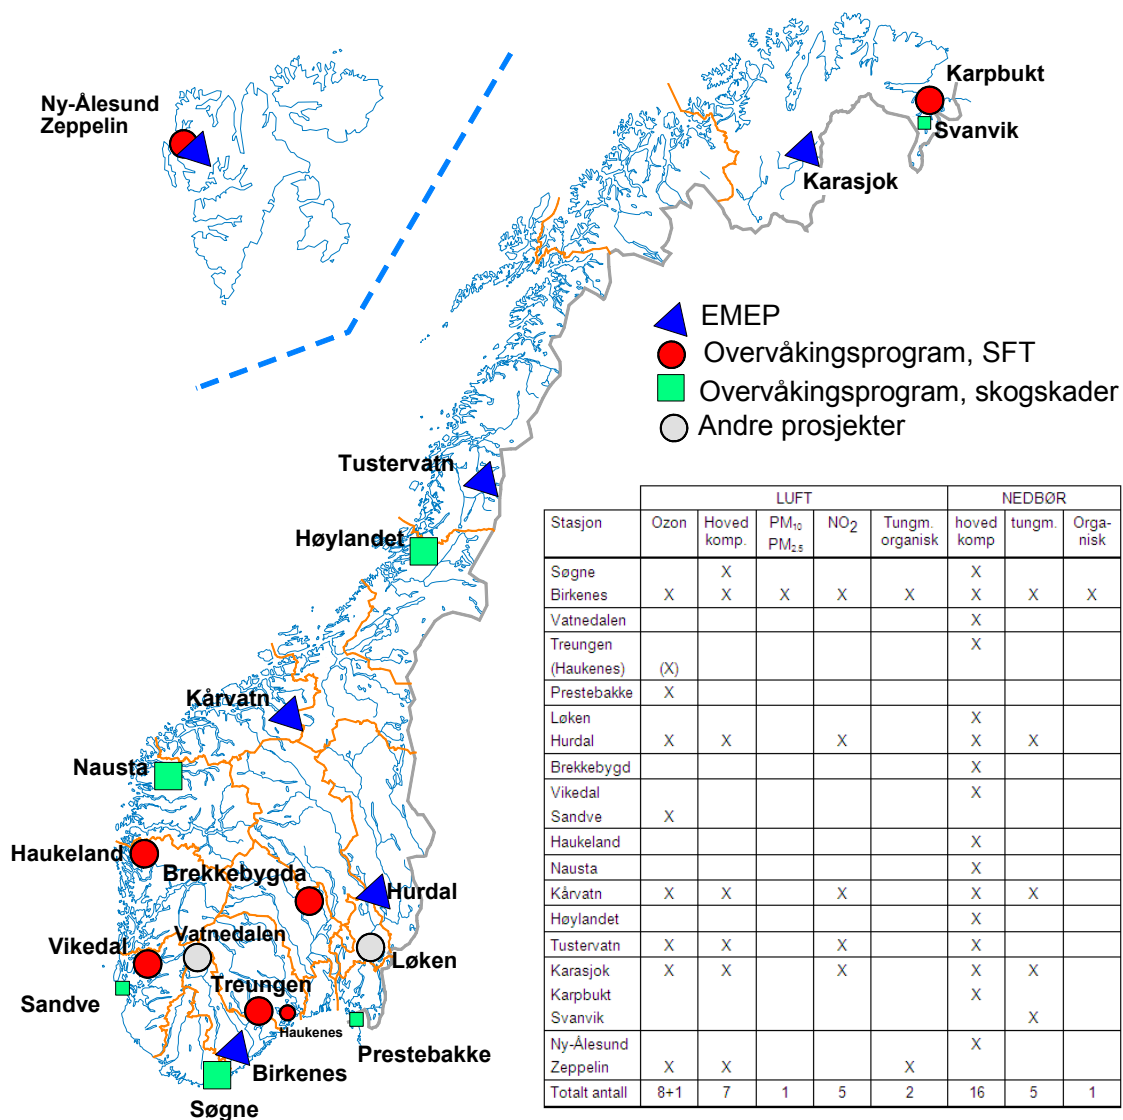 Ny-Ålesund
Zeppelin
Karpbukt
Svanvik
Karasjok
EMEP
Overvåkingsprogram, SFT
Overvåkingsprogram, skogskader
Andre prosjekter
Tustervatn
Høylandet
Kårvatn
Nausta
Haukeland
Brekkebygda
Hurdal
Vatnedalen
Vikedal
Løken
Treungen
Sandve
Haukenes
Prestebakke
Birkenes
Søgne
LUFT NEDBØR
Stasjon Ozon Hoved komp. PM10 PM2.5 NO2 Tungm. organisk hoved komp tungm. Orga-nisk
Søgne X X
Birkenes X X X X X X X X
Vatnedalen X
Treungen X
(Haukenes) (X)
Prestebakke X
Løken X
Hurdal X X X X X
Brekkebygd X
Vikedal X
Sandve X
Haukeland X
Nausta X
Kårvatn X X X X X
Høylandet X
Tustervatn X X X X
Karasjok X X X X X
Karpbukt X
Svanvik X
Ny-Ålesund X
Zeppelin X X X
Totalt antall 8+1 7 1 5 2 16 5 1